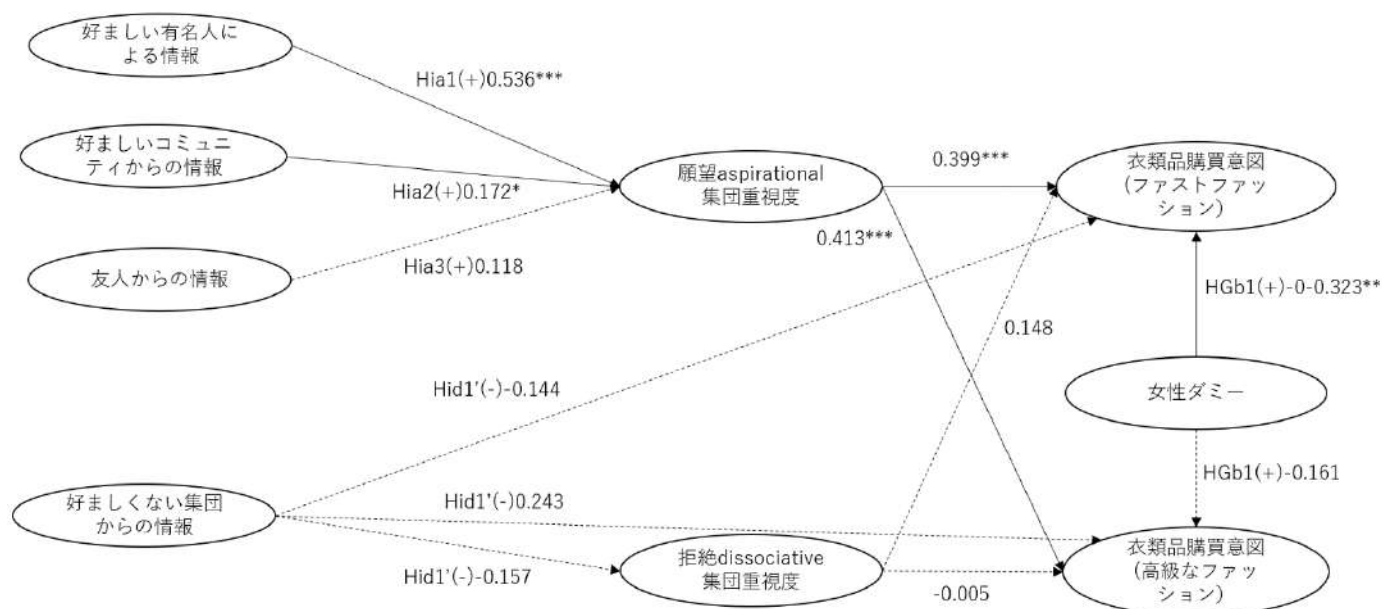 好ましい有名人に
よる情報
Hia1(+)0.536***
好ましいコミュニ
ティからの情報
Hia2(+)0.172*
友人からの情報
Hia3(+)0.118
願望aspirational
集団重視度
0.399***
0.413***
衣類品購買意図
(ファストファッ
ション)
HGb1(+)-0-0.323**
0.148
女性ダミー
HGb1(+)-0.161
Hid1'(-)-0.144
好ましくない集団
からの情報
Hid1'(-)0.243
Hid1'(-)-0.157
拒絶dissociative
集団重視度
-0.005
衣類品購買意図
(高級なファッ
ション)